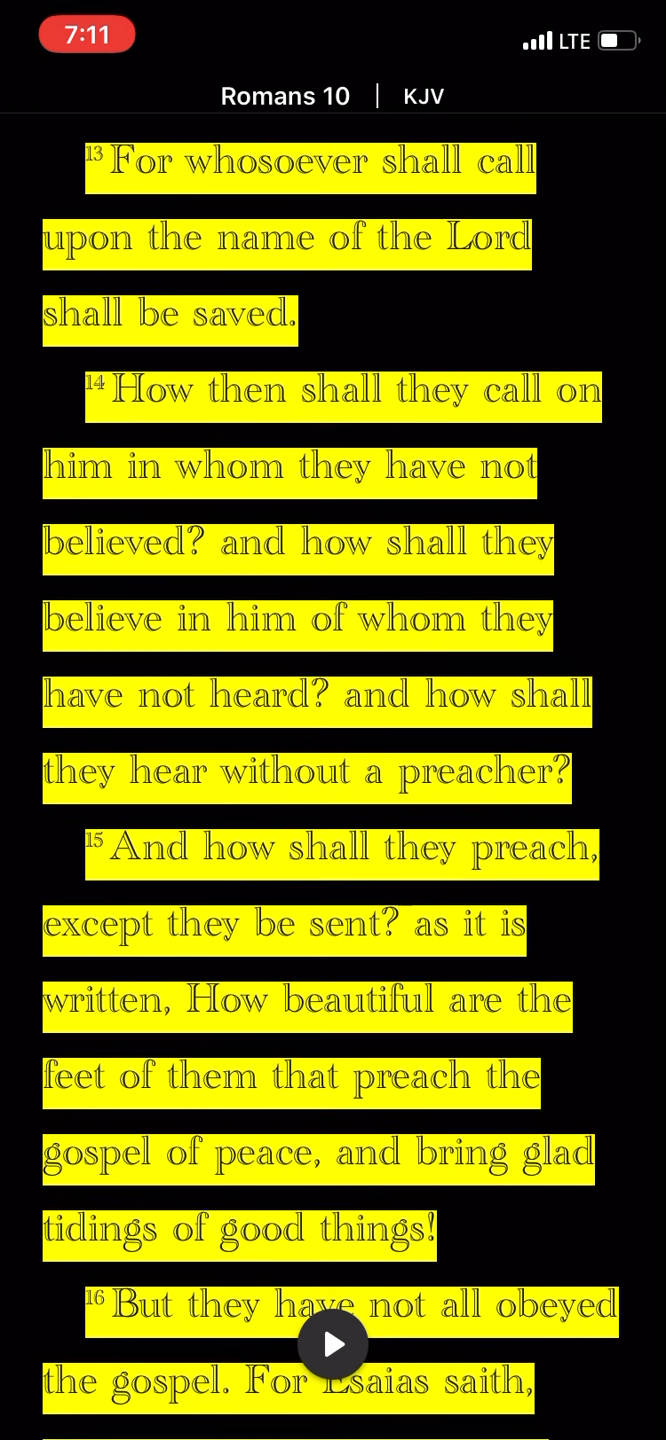 7:11 LTE
Romans 10 | KJV
13 For whosoever shall call
upon the name of the Lord
shall be saved.
14 How then shall they call on
him in whom they have not
believed? and how shall they
believe in him of whom they
have not heard? and how shall
they hear without a preacher?
15 And how shall they preach,
except they be sent? as it is
written, How beautiful are the
feet of them that preach the
gospel of peace, and bring glad
tidings of good things!
16 But they have not all obeyed
the gospel. For Esaias saith,